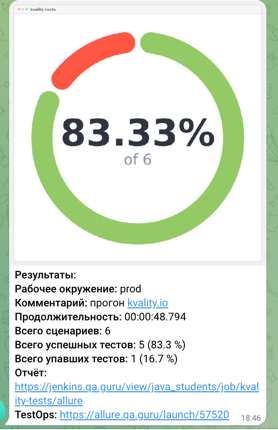 kvality tests
83.33%
of 6
Результаты:
Рабочее окружение: prod
Комментарий: прогон kvality.io
Продолжительность: 00:00:48.794
Всего сценариев: 6
Всего успешных тестов: 5 (83.3 %)
Всего упавших тестов: 1 (16.7 %)
Отчёт:
https://jenkins.qa.guru/view/java_students/job/kval
ity-tests/allure
TestOps: https://allure.qa.guru/launch/57520
18:46